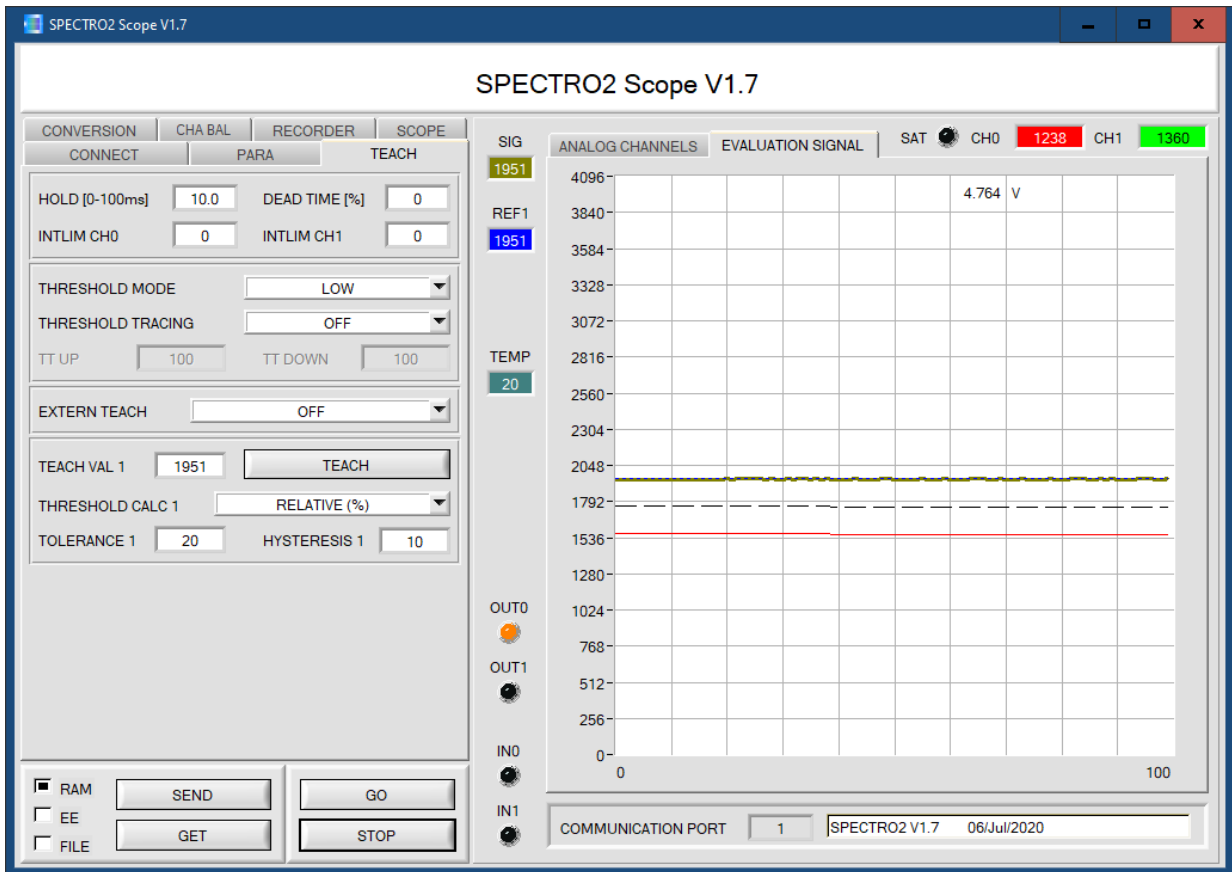 SPECTRO2 Scope V1.7
SPECTRO2 Scope V1.7
CONVERSION CHA BAL RECORDER SCOPE
CONNECT PARA TEACH
HOLD [0-100ms] 10.0 DEAD TIME [%] 0
INTLIM CH0 0 INTLIM CH1 0
THRESHOLD MODE LOW
THRESHOLD TRACING OFF
TT UP 100 TT DOWN 100
EXTERN TEACH OFF
TEACH VAL 1 1951 TEACH
THRESHOLD CALC 1 RELATIVE (%)
TOLERANCE 1 20 HYSTERESIS 1 10
RAM
EE
FILE
SEND
GET
GO
STOP
SIG
1951
REF1
1951
TEMP
20
OUT0
OUT1
IN0
IN1
ANALOG CHANNELS EVALUATION SIGNAL SAT CH0 1238 CH1 1360
4.764 V
4096
3840
3584
3328
3072
2816
2560
2304
2048
1792
1536
1280
1024
768
512
256
0
0 100
COMMUNICATION PORT 1 SPECTRO2 V1.7 06/Jul/2020